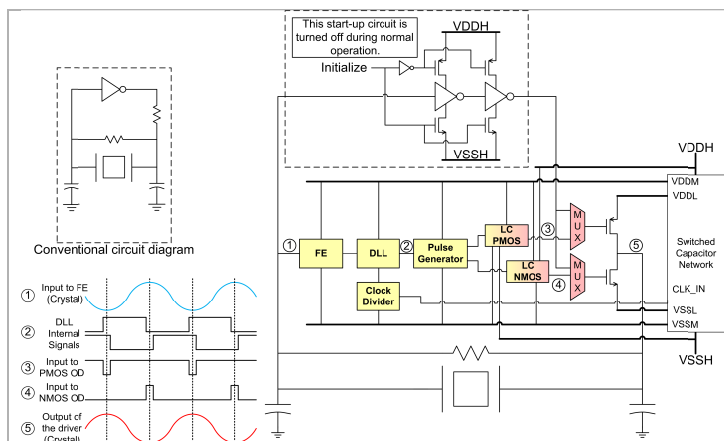 This start-up circuit is
turned off during normal
operation.
VDDH
Initialize
VSSH
Conventional circuit diagram
VDDH
VDDM
VDDL
Switched
Capacitor
Network
CLK_IN
VSSL
VSSM
VSSH
1
FE
DLL
2
Pulse
Generator
LC
PMOS
LC
NMOS
Clock
Divider
3
4
MUX
MUX
5
1
Input to FE
(Crystal)
2
DLL
Internal
Signals
3
Input to
PMOS OD
4
Input to
NMOS OD
5
Output of
the driver
(Crystal)